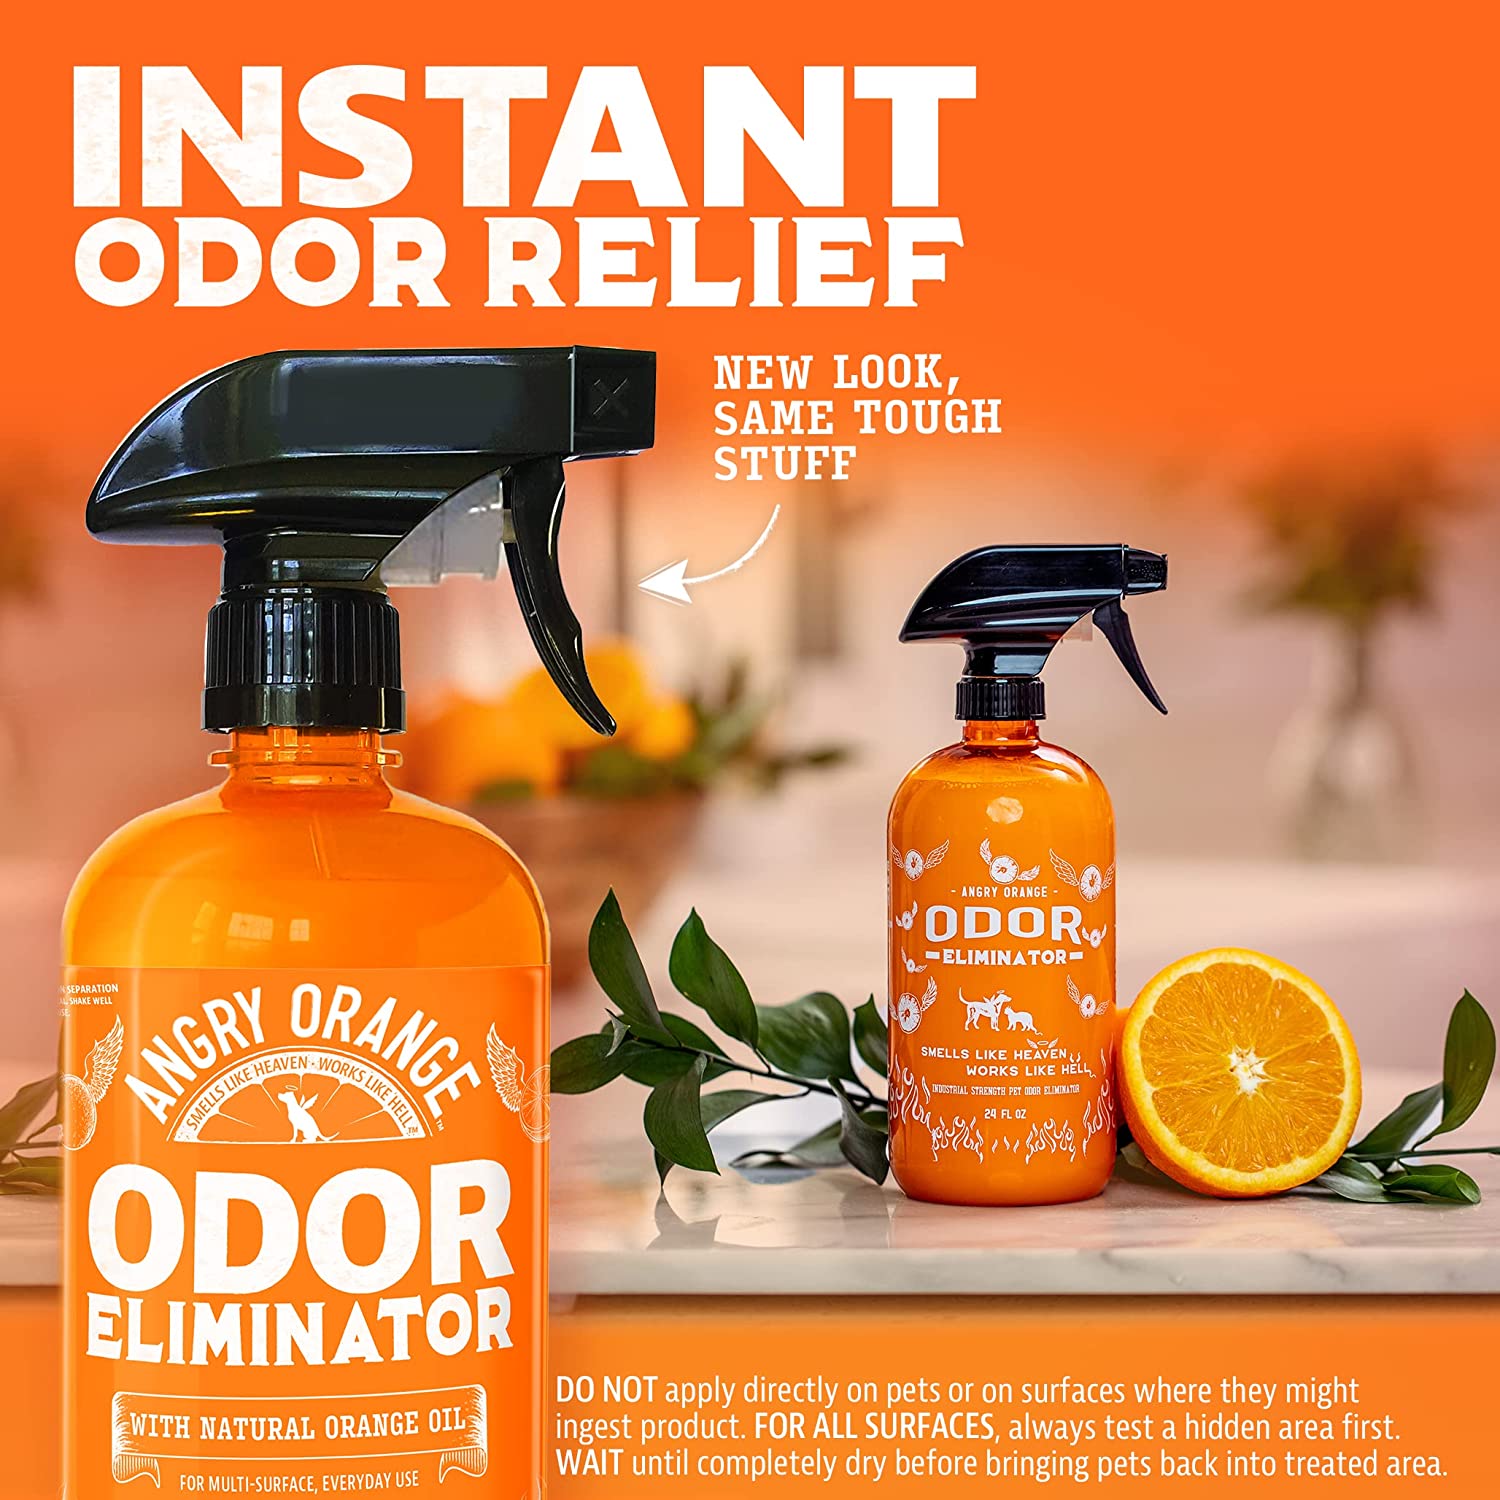 INSTANT
ODOR RELIEF
NEW LOOK,
SAME TOUGH
STUFF
SEPARATION
SHAKE WELL
ANGRY ORANGE
SMELLS LIKE HEAVEN · WORKS LIKE HELL™
ODOR
ELIMINATOR
WITH NATURAL ORANGE OIL
FOR MULTI-SURFACE, EVERYDAY USE
- ANGRY ORANGE -
ODOR
ELIMINATOR
SMELLS LIKE HEAVEN
WORKS LIKE HELL
INDUSTRIAL STRENGTH PET ODOR ELIMINATOR
24 FL OZ
DO NOT apply directly on pets or on surfaces where they might
ingest product. FOR ALL SURFACES, always test a hidden area first.
WAIT until completely dry before bringing pets back into treated area.